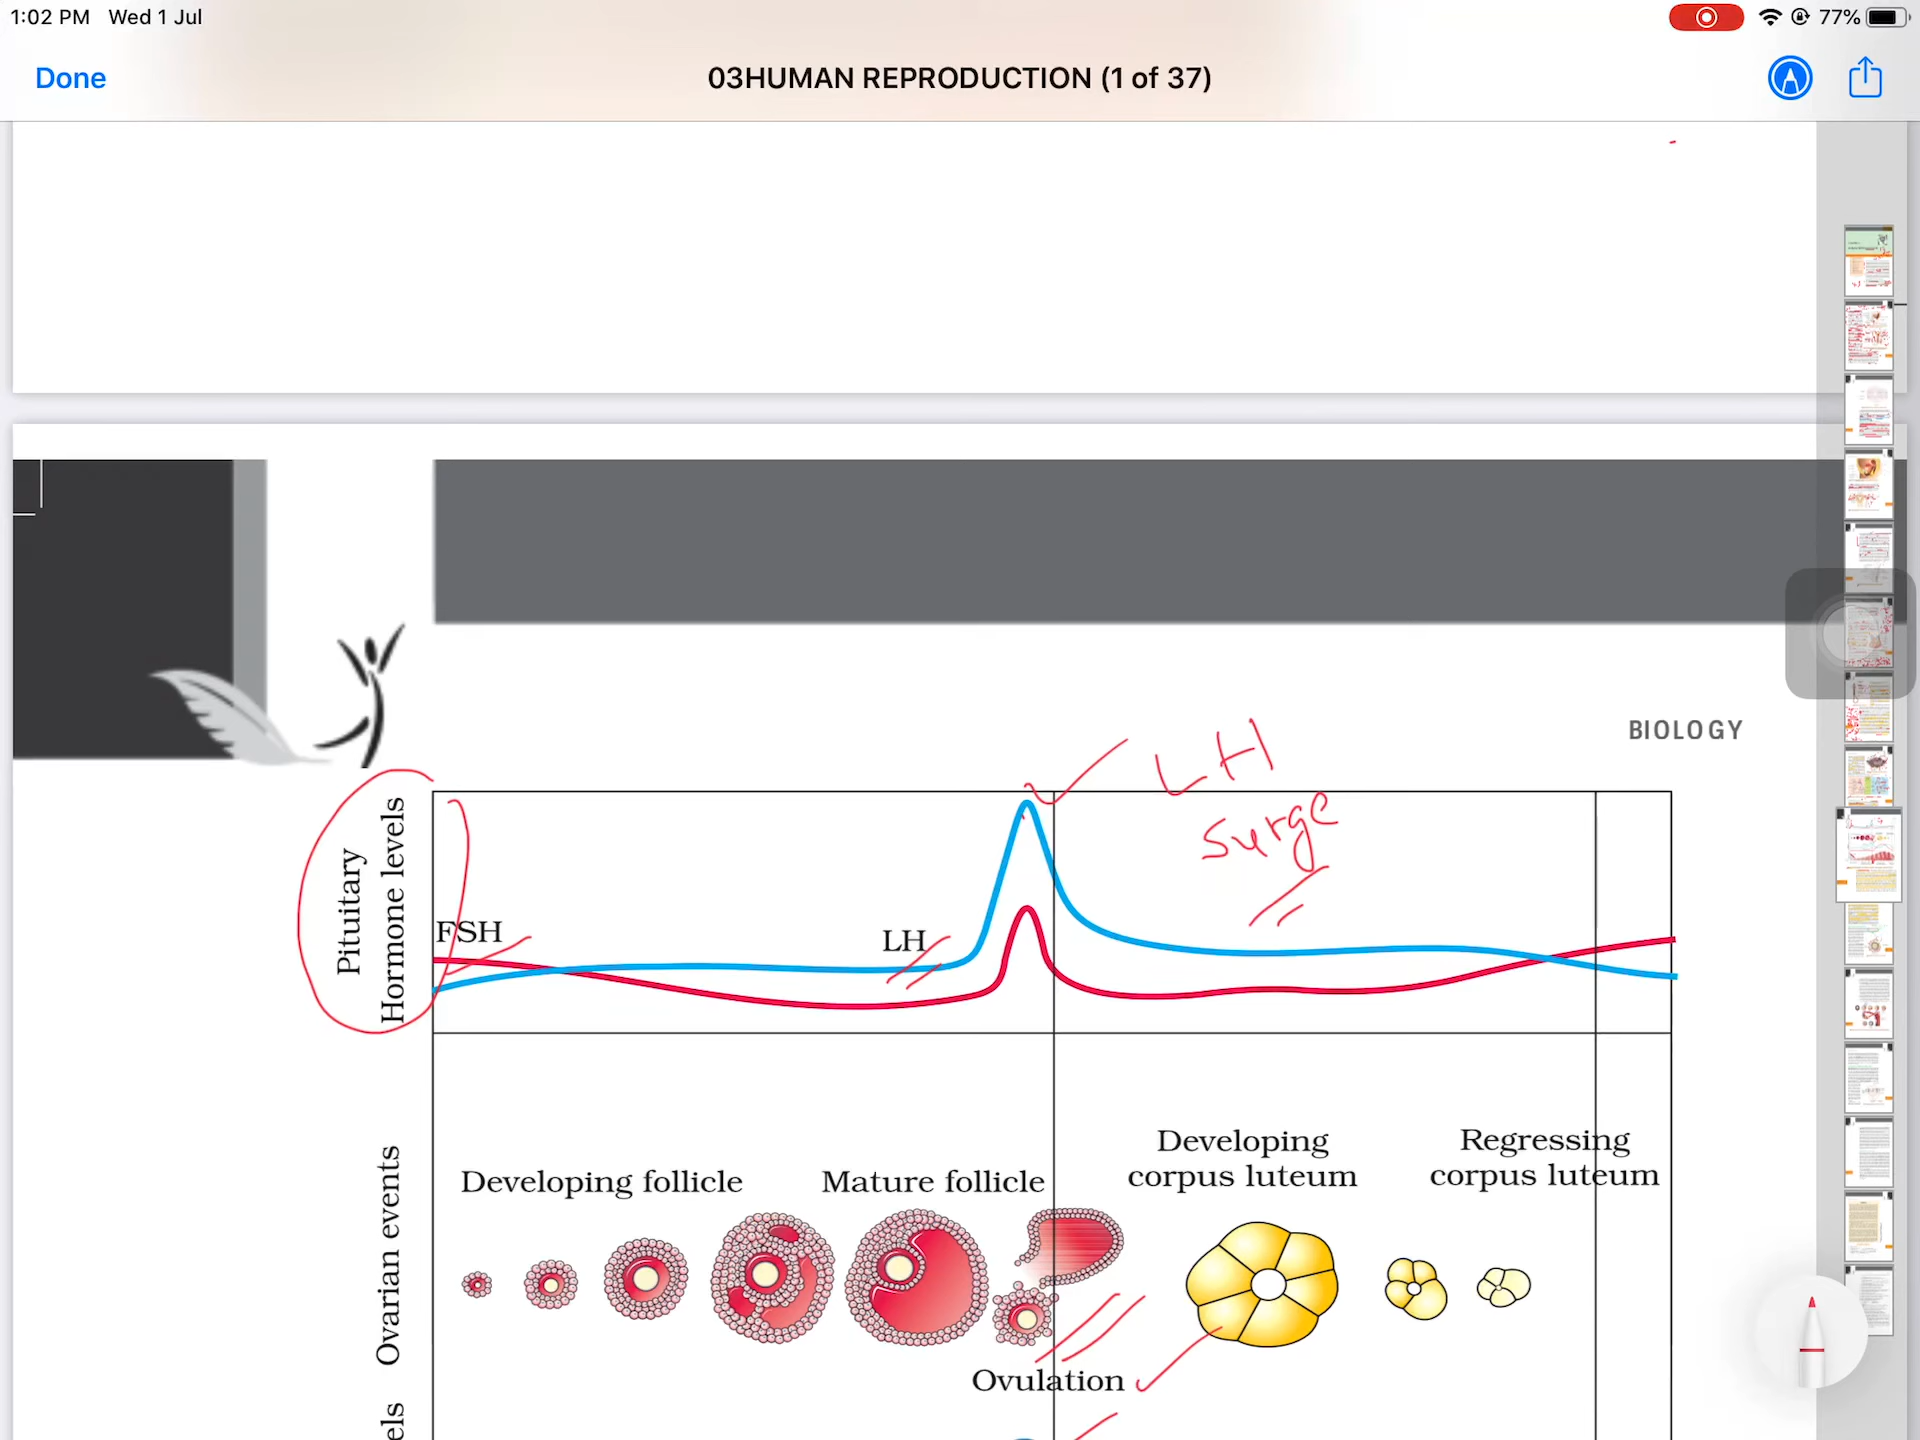 1:02 PM Wed 1 Jul
77%
Done
03HUMAN REPRODUCTION (1 of 37)
BIOLOGY
LH
surge
Pituitary
Hormone levels
FSH
LH
Ovarian events
Developing follicle
Mature follicle
Developing
corpus luteum
Regressing
corpus luteum
Ovulation
els